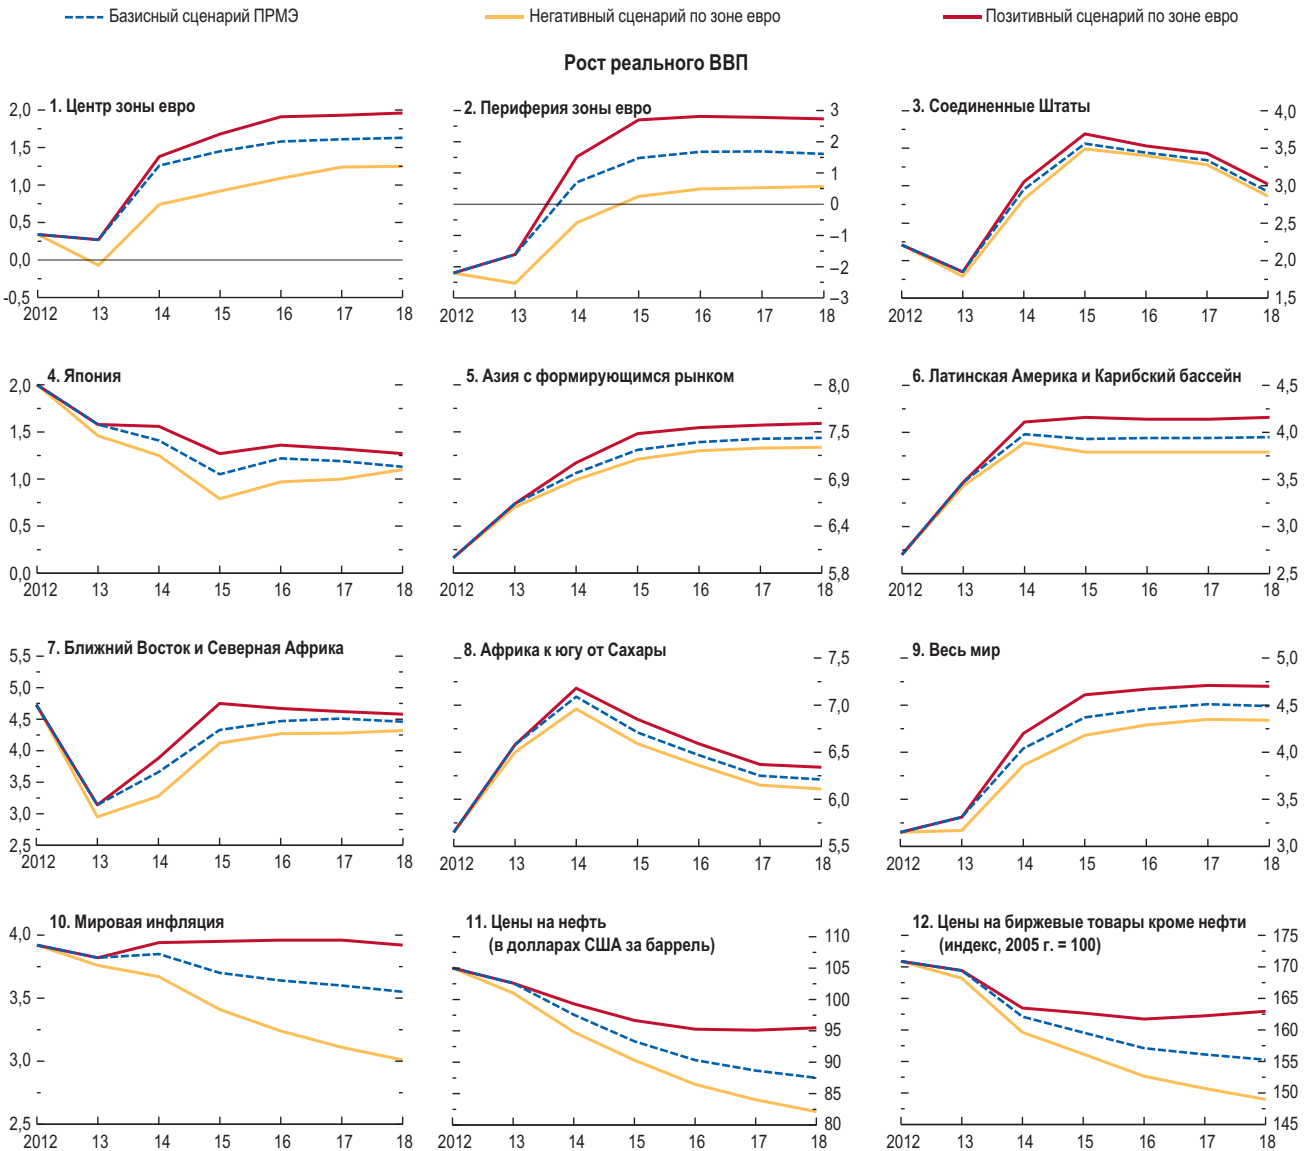 Базисный сценарий ПРМЭ
Негативный сценарий по зоне евро
Позитивный сценарий по зоне евро
Рост реального ВВП
1. Центр зоны евро
2,0
1,5
1,0
0,5
0,0
-0,5
2012 13 14 15 16 17 18
2. Периферия зоны евро
3
2
1
0
–1
–2
–3
2012 13 14 15 16 17 18
3. Соединенные Штаты
4,0
3,5
3,0
2,5
2,0
1,5
2012 13 14 15 16 17 18
4. Япония
2,0
1,5
1,0
0,5
0,0
2012 13 14 15 16 17 18
5. Азия с формирующимся рынком
8,0
7,5
6,9
6,4
5,8
2012 13 14 15 16 17 18
6. Латинская Америка и Карибский бассейн
4,5
4,0
3,5
3,0
2,5
2012 13 14 15 16 17 18
7. Ближний Восток и Северная Африка
5,5
5,0
4,5
4,0
3,5
3,0
2,5
2012 13 14 15 16 17 18
8. Африка к югу от Сахары
7,5
7,0
6,5
6,0
5,5
2012 13 14 15 16 17 18
9. Весь мир
5,0
4,5
4,0
3,5
3,0
2012 13 14 15 16 17 18
10. Мировая инфляция
4,0
3,5
3,0
2,5
2012 13 14 15 16 17 18
11. Цены на нефть
(в долларах США за баррель)
110
105
100
95
90
85
80
2012 13 14 15 16 17 18
12. Цены на биржевые товары кроме нефти
(индекс, 2005 г. = 100)
175
170
165
160
155
150
145
2012 13 14 15 16 17 18